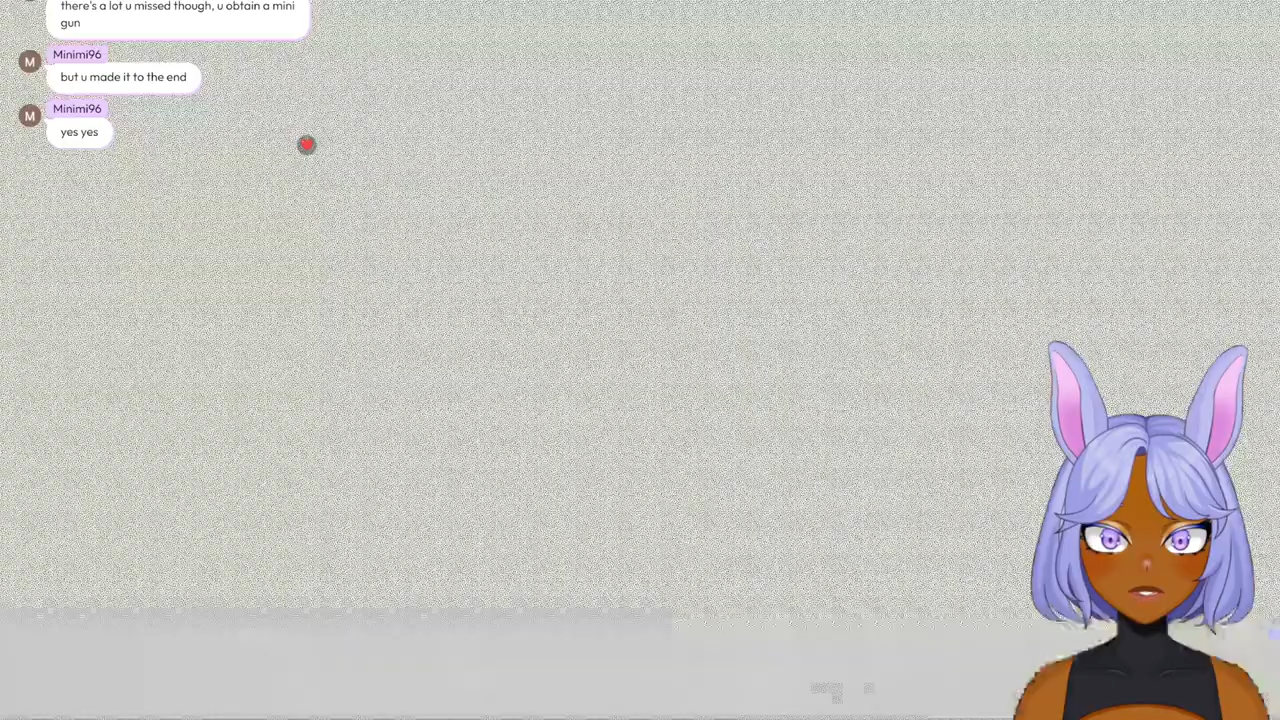 there's a lot u missed though, u obtain a mini
gun
M
Minimi96
but u made it to the end
M
Minimi96
yes yes